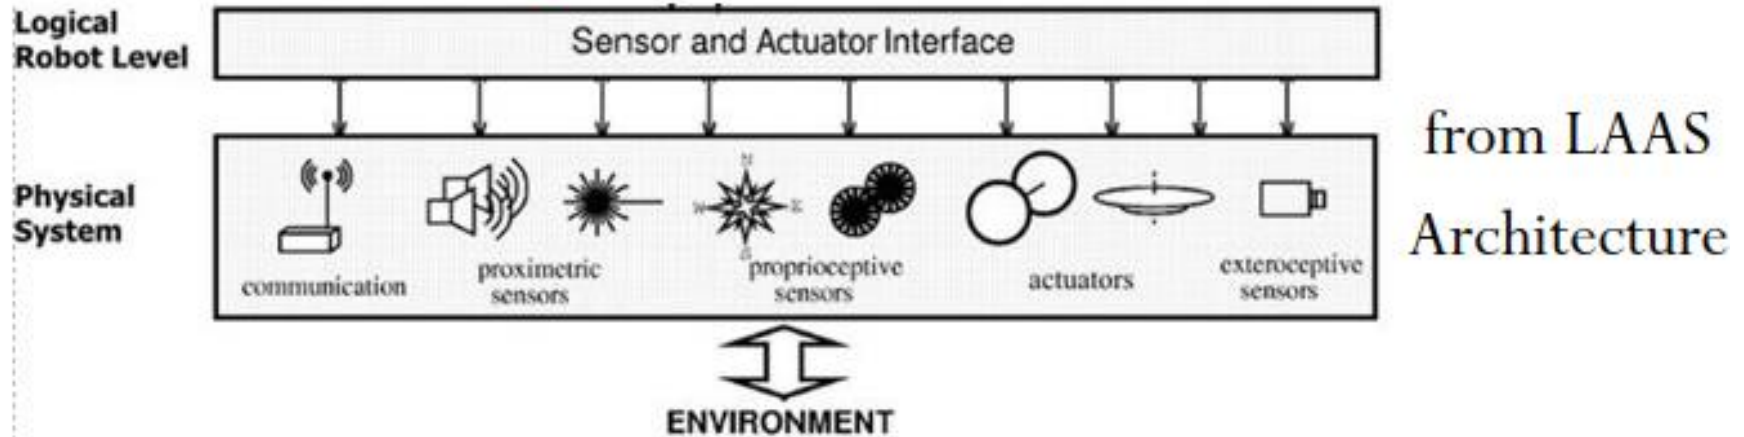 Logical
Robot Level
Sensor and Actuator Interface
Physical
System
N
W
E
S
communication
proximetric
sensors
proprioceptive
sensors
actuators
exteroceptive
sensors
ENVIRONMENT
from LAAS
Architecture